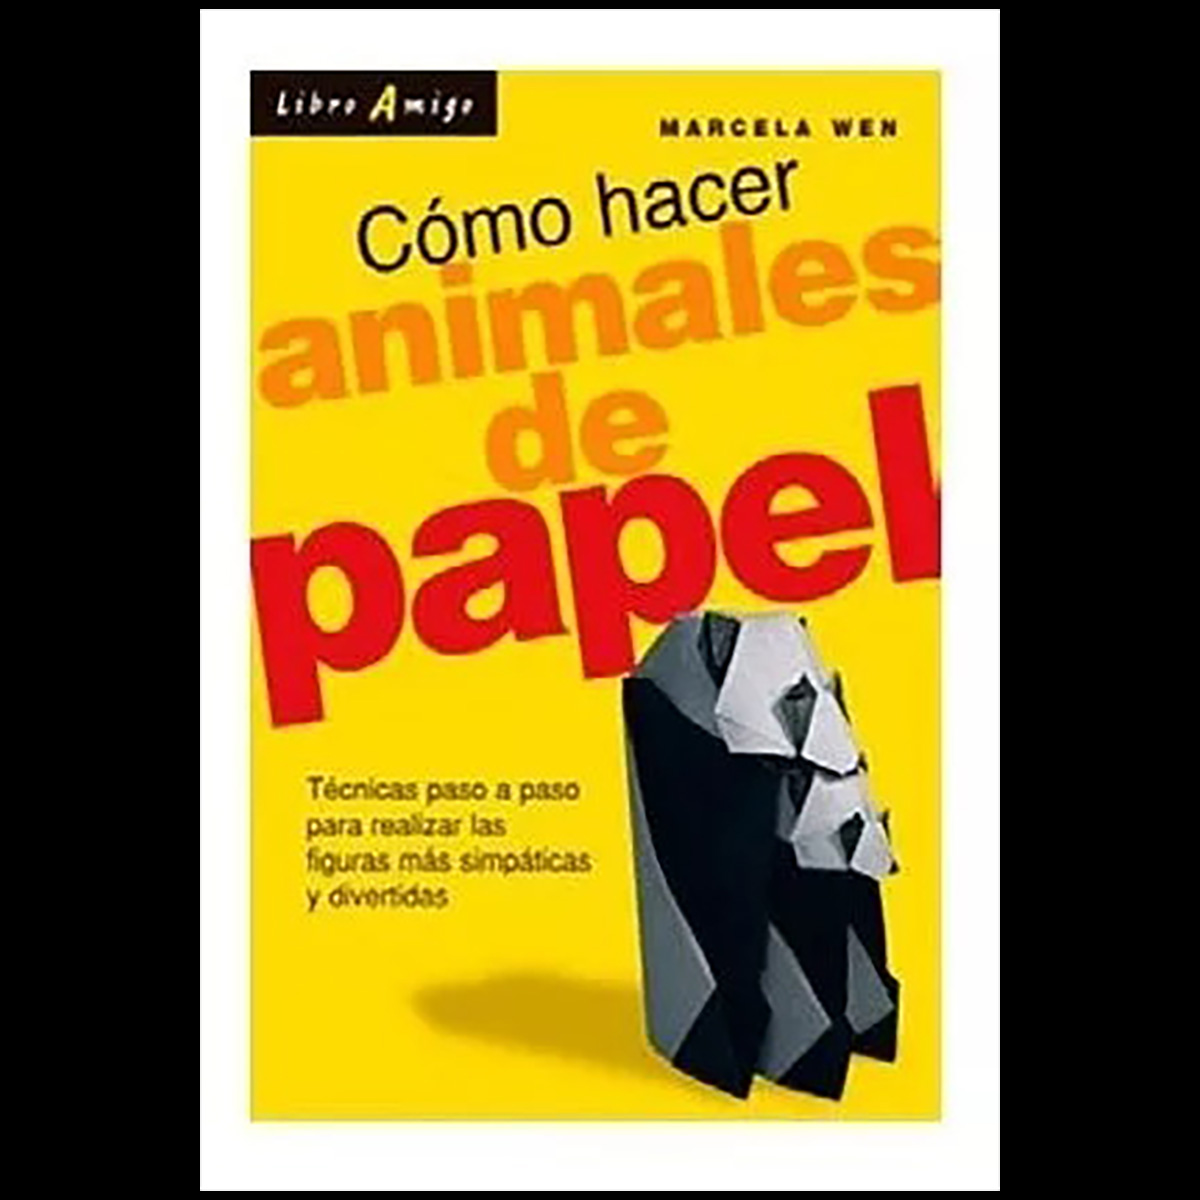 Libro Amigo
MARCELA WEN
Cómo hacer
animales
de
papel
Técnicas paso a paso
para realizar las
figuras más simpáticas
y divertidas